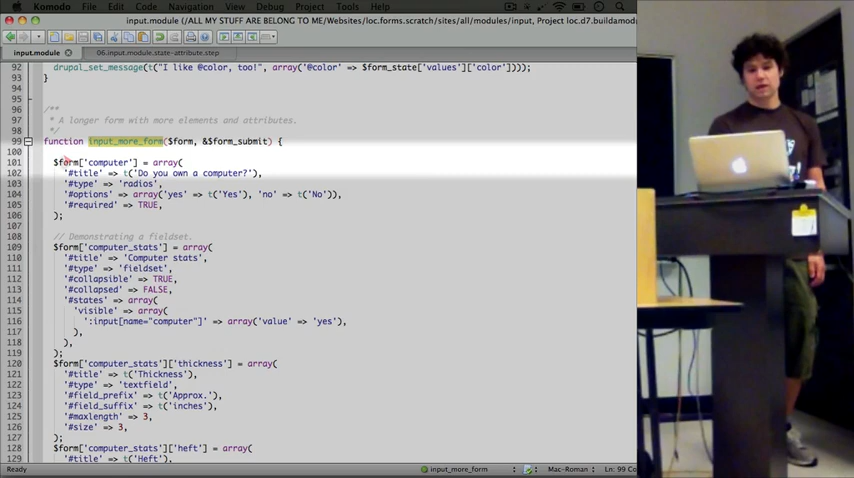 Komodo File Edit Code Navigation View Debug Project Tools Window Help
input.module (/ALL MY STUFF ARE BELONG TO ME/Websites/loc.forms.scratch/sites/all/modules/input, Project loc.d7.buildamodu
input.module 06.input.module.state-attribute.step
92 drupal_set_message(t("I like @color, too!", array('@color' => $form_state['values']['color'])));
93 }
94
95
96 /**
97 * A longer form with more elements and attributes.
98 */
99 function input_more_form($form, &$form_submit) {
100
101 $form['computer'] = array(
102 '#title' => t('Do you own a computer?'),
103 '#type' => 'radios',
104 '#options' => array('yes' => t('Yes'), 'no' => t('No')),
105 '#required' => TRUE,
106 );
107
108 // Demonstrating a fieldset.
109 $form['computer_stats'] = array(
110 '#title' => t('Computer stats'),
111 '#type' => 'fieldset',
112 '#collapsible' => TRUE,
113 '#collapsed' => FALSE,
114 '#states' => array(
115 'visible' => array(
116 ':input[name="computer"]' => array('value' => 'yes'),
117 ),
118 ),
119 );
120 $form['computer_stats']['thickness'] = array(
121 '#title' => t('Thickness'),
122 '#type' => 'textfield',
123 '#field_prefix' => t('Approx.'),
124 '#field_suffix' => t('inches'),
125 '#maxlength' => 3,
126 '#size' => 3,
127 );
128 $form['computer_stats']['heft'] = array(
129 '#title' => t('Heft'),
Ready input_more_form Mac-Roman Ln: 99 Co